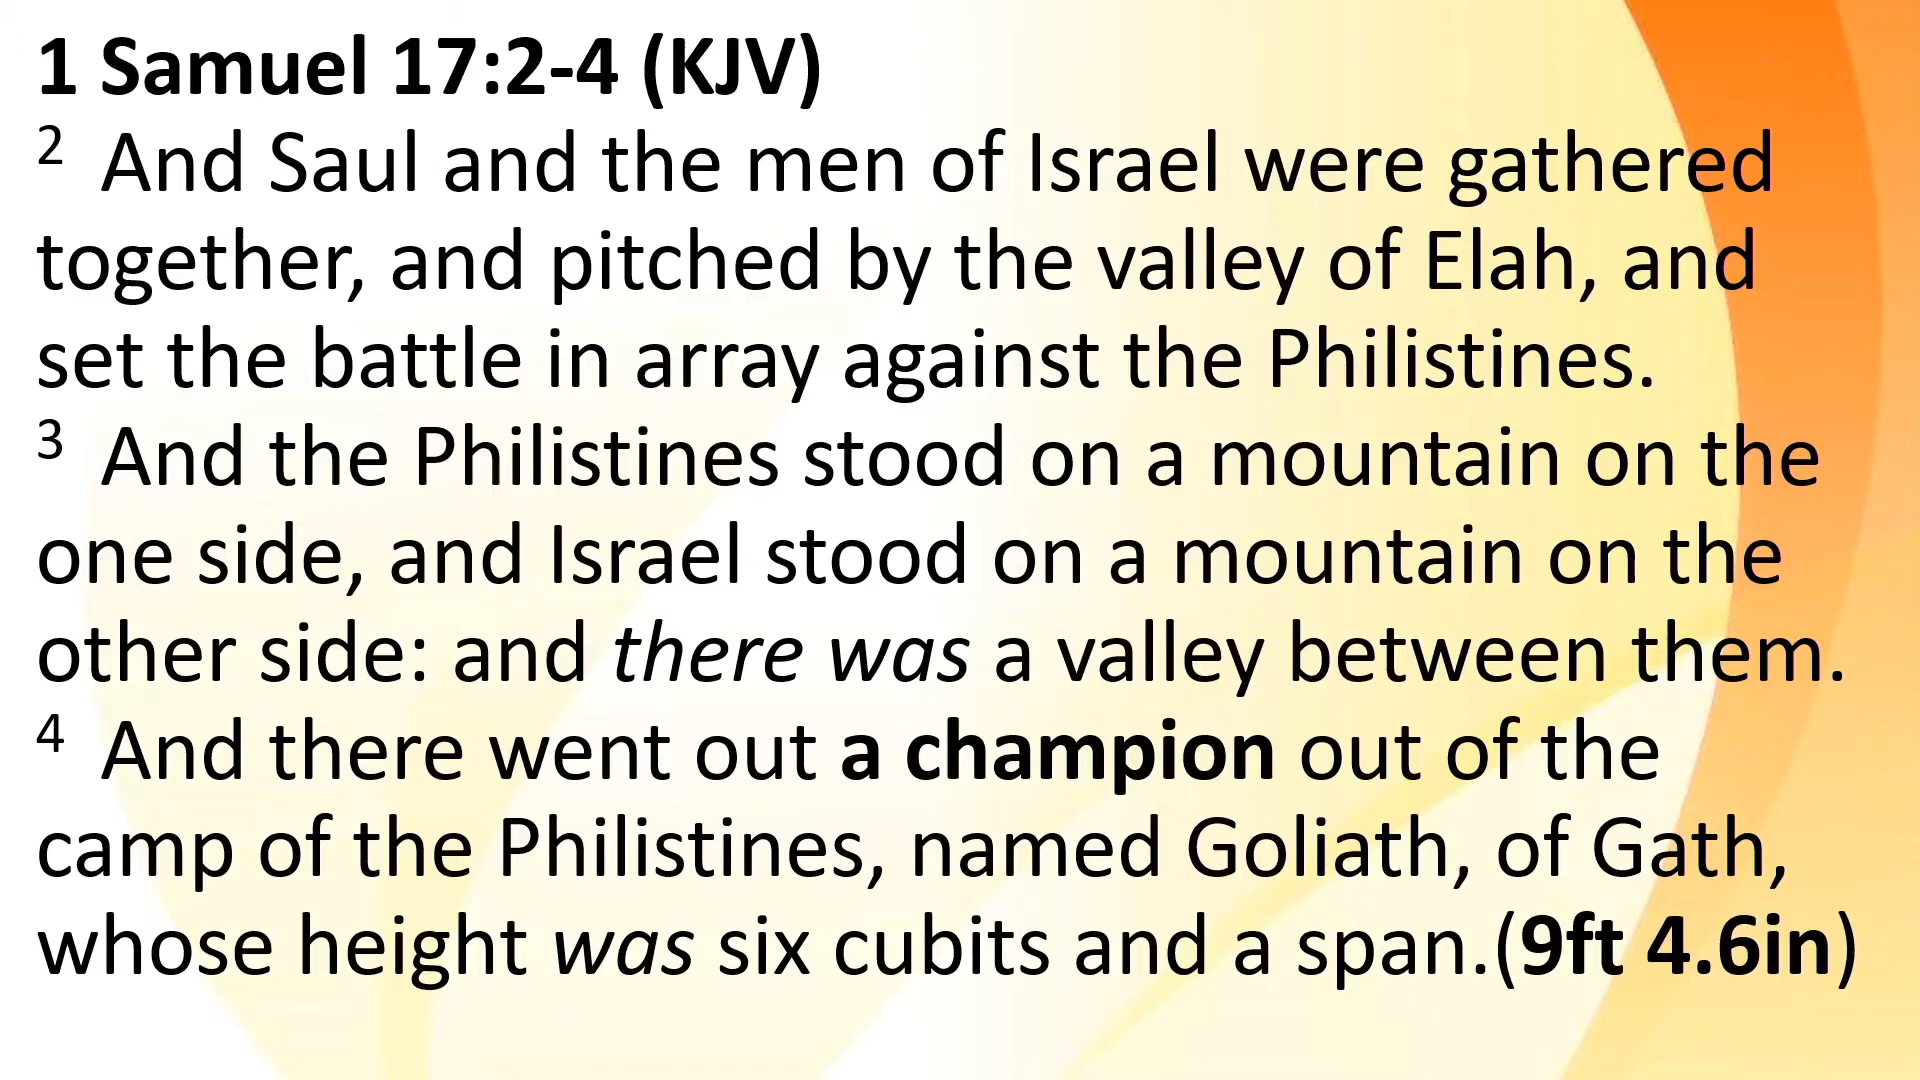 1 Samuel 17:2-4 (KJV)
2 And Saul and the men of Israel were gathered
together, and pitched by the valley of Elah, and
set the battle in array against the Philistines.
3 And the Philistines stood on a mountain on the
one side, and Israel stood on a mountain on the
other side: and there was a valley between them.
4 And there went out a champion out of the
camp of the Philistines, named Goliath, of Gath,
whose height was six cubits and a span.(9ft 4.6in)